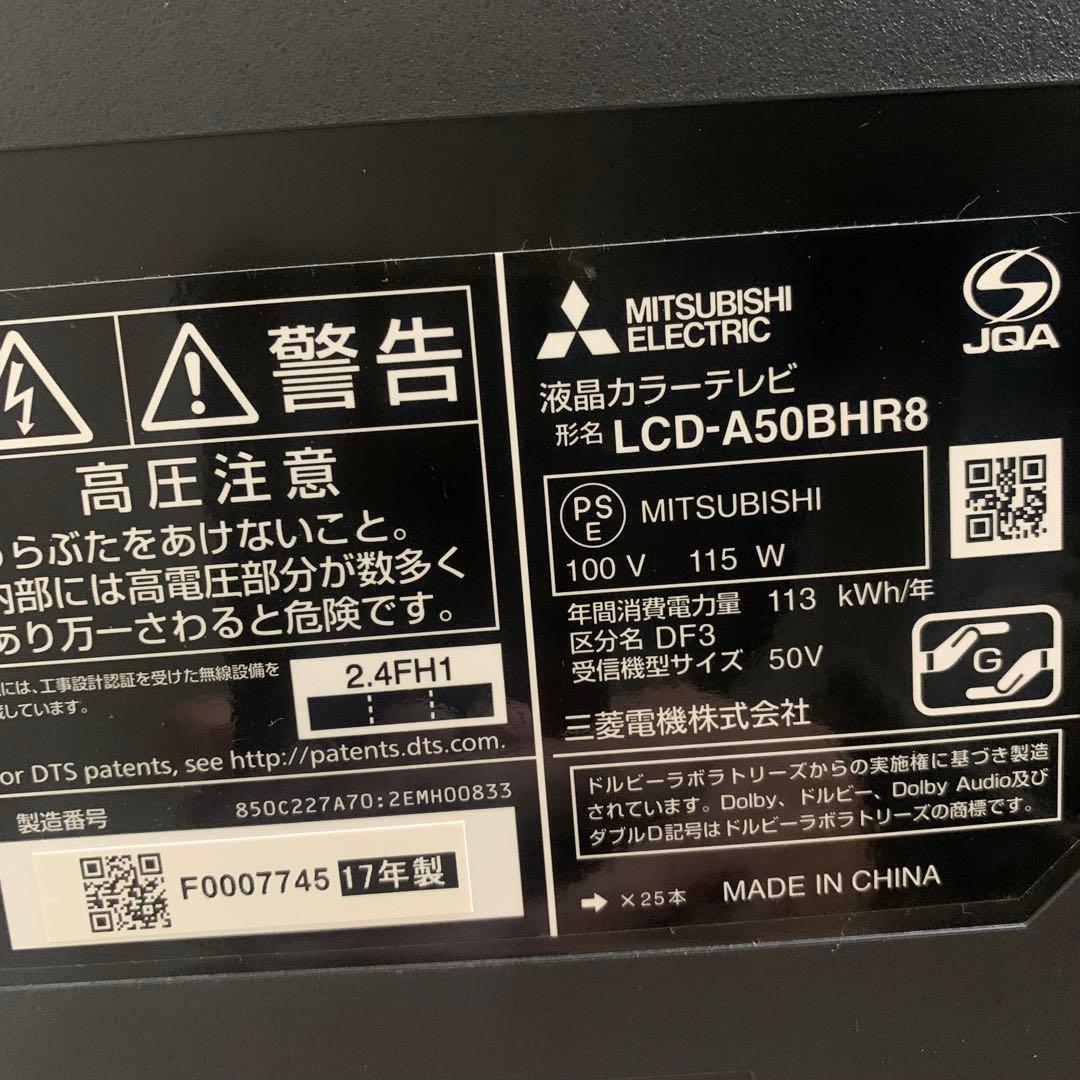 警告
高圧注意
うらぶたをあけないこと。
内部には高電圧部分が数多く
あり万一さわると危険です。
には、工事設計認証を受けた無線設備を
しています。
2.4FH1
or DTS patents, see http://patents.dts.com.
製造番号
850C227A70:2EMH00833
F0007745 17年製
MITSUBISHI
ELECTRIC
JQA
液晶カラーテレビ
形名 LCD-A50BHR8
PS
E
MITSUBISHI
100 V 115 W
年間消費電力量 113 kWh/年
区分名 DF3
受信機型サイズ 50V
G
三菱電機株式会社
ドルビーラボラトリーズからの実施権に基づき製造
されています。Dolby、ドルビー、Dolby Audio及び
ダブルD記号はドルビーラボラトリーズの商標です。
➡ ×25本
MADE IN CHINA